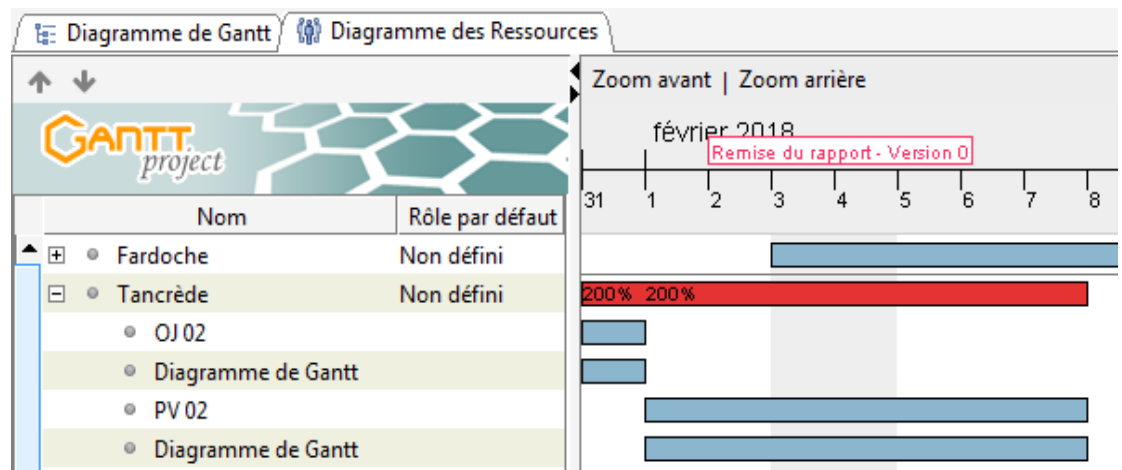 Diagramme de Gantt
Diagramme des Ressources
Zoom avant | Zoom arrière
GANTT
project
février 2018
Remise du rapport - Version 0
31 1 2 3 4 5 6 7 8
Nom Rôle par défaut
Fardoche Non défini
Tancrède Non défini
200% 200%
OJ 02
Diagramme de Gantt
PV 02
Diagramme de Gantt